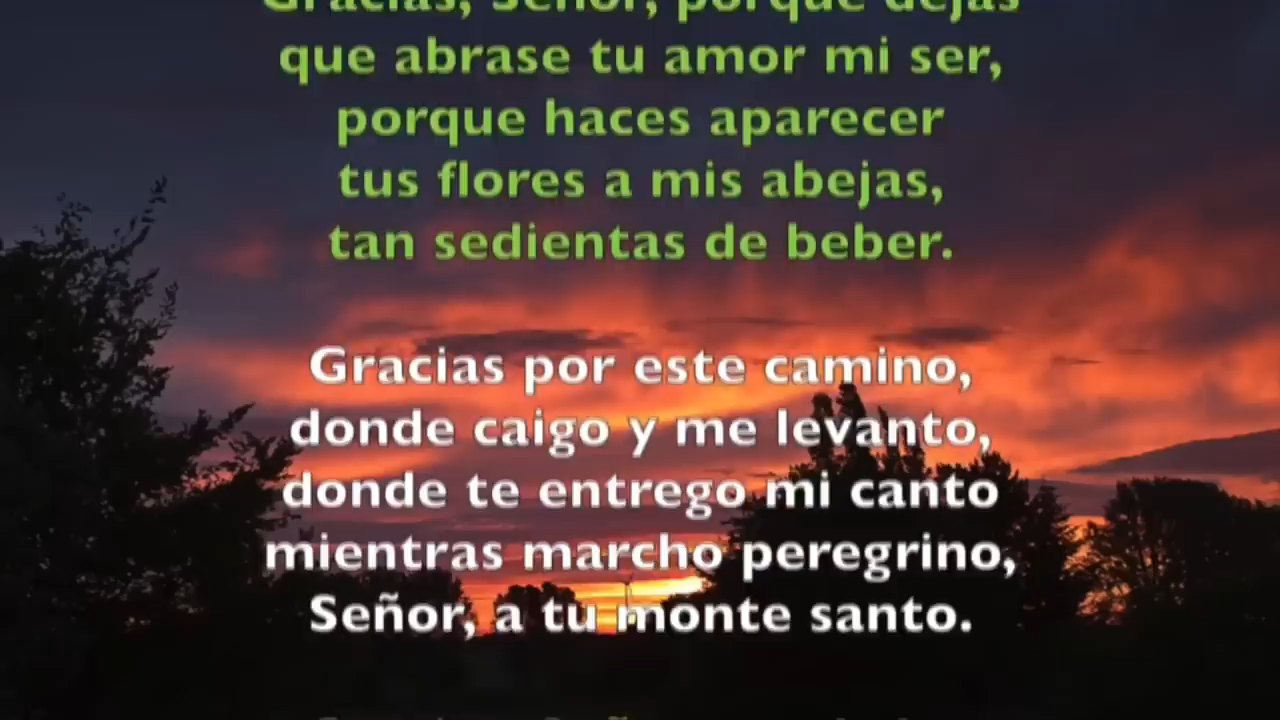 Gracias, Señor, porque dejas
que abrase tu amor mi ser,
porque haces aparecer
tus flores a mis abejas,
tan sedientas de beber.
Gracias por este camino,
donde caigo y me levanto,
donde te entrego mi canto
mientras marcho peregrino,
Señor, a tu monte santo.